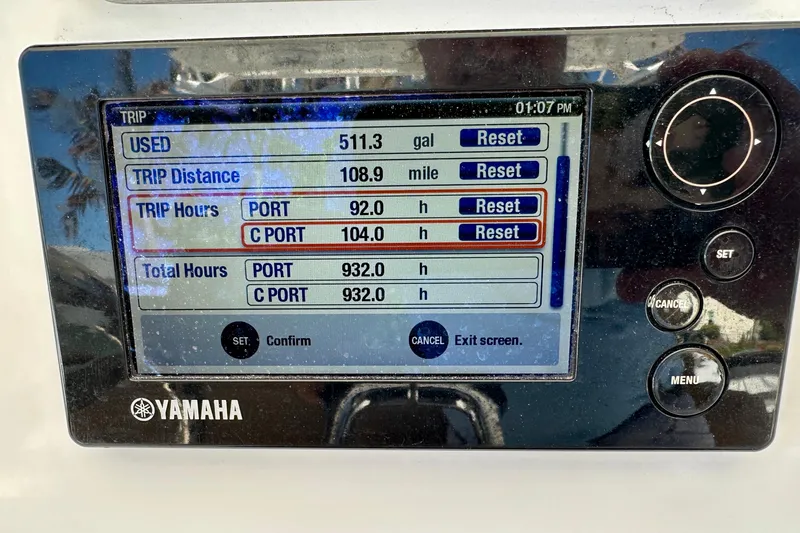 TRIP 01:07 PM
USED 511.3 gal Reset
TRIP Distance 108.9 mile Reset
TRIP Hours PORT 92.0 h Reset
C PORT 104.0 h Reset
Total Hours PORT 932.0 h
C PORT 932.0 h
SET Confirm CANCEL Exit screen.
SET
CANCEL
MENU
YAMAHA